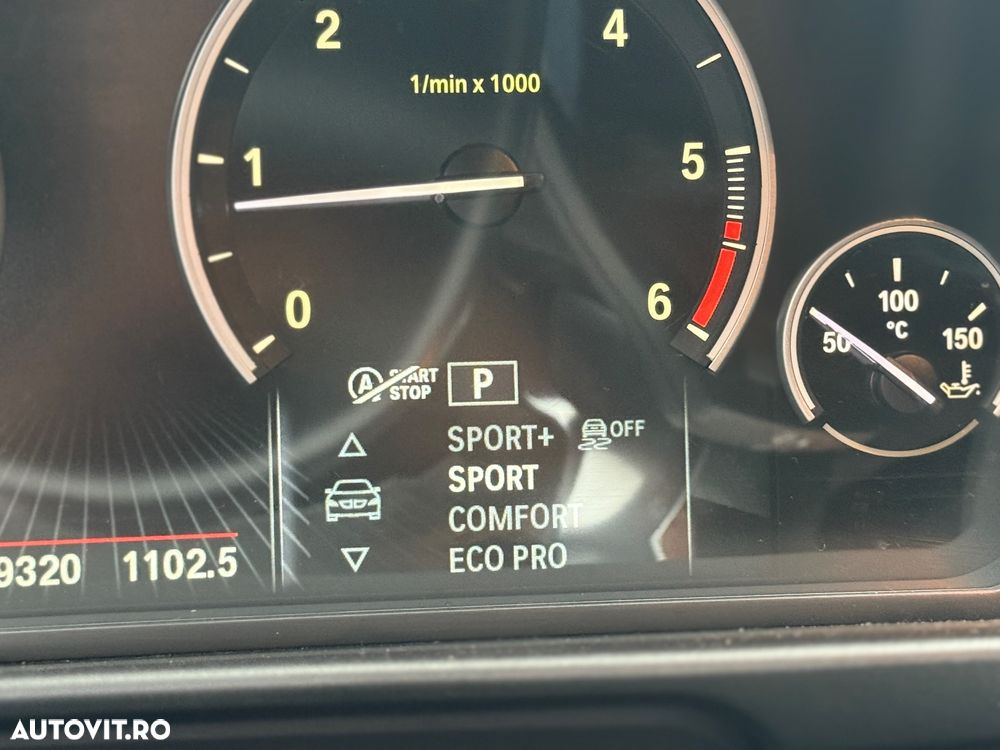 2 4
1/min x 1000
1 5
0 6
100
°C
50 150
START
STOP
P
SPORT+ OFF
SPORT
COMFORT
ECO PRO
9320 1102.5
AUTOVIT.RO